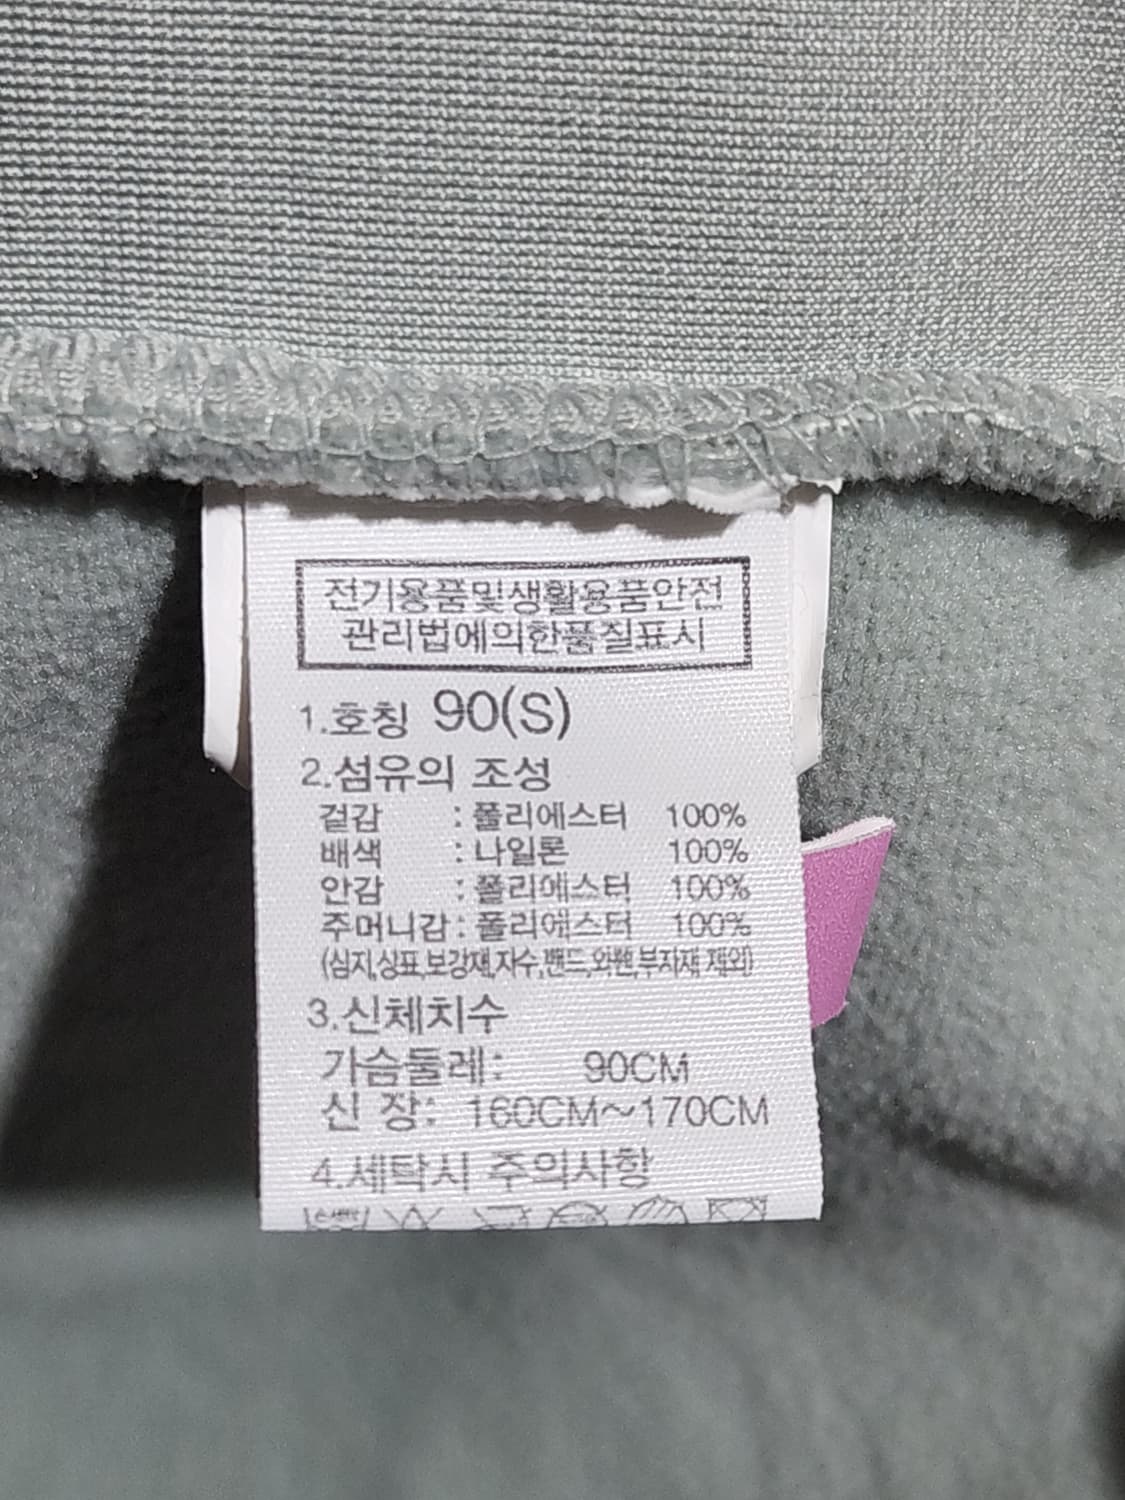 전기용품및생활용품안전
관리법에의한품질표시
1.호칭 90(S)
2.섬유의 조성
겉감 : 폴리에스터 100%
배색 : 나일론 100%
안감 : 폴리에스터 100%
주머니감 : 폴리에스터 100%
(심지,상표,보강재,자수,밴드,와펜,부자재 제외)
3.신체치수
가슴둘레: 90CM
신 장: 160CM~170CM
4.세탁시 주의사항